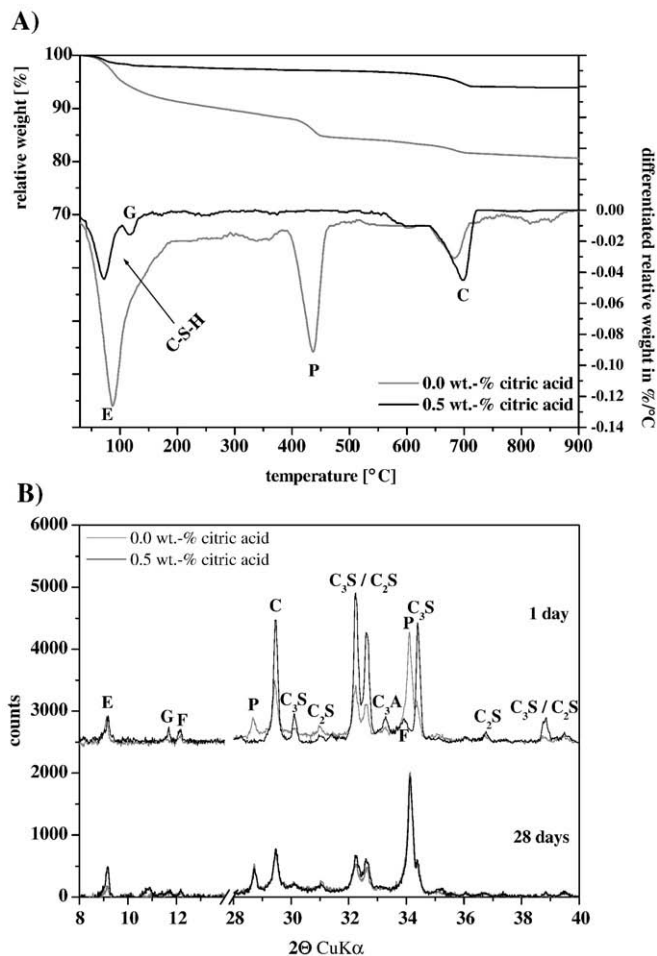 A)
100
90
80
70
relative weight [%]
0.00
-0.02
-0.04
-0.06
-0.08
-0.10
-0.12
-0.14
differentiated relative weight in %/°C
G
C-S-H
E
P
C
0.0 wt.-% citric acid
0.5 wt.-% citric acid
100 200 300 400 500 600 700 800 900
temperature [°C]
B)
6000
5000
4000
3000
2000
1000
0
counts
0.0 wt.-% citric acid
0.5 wt.-% citric acid
1 day
E
G
F
P
C
C₃S
C₂S
C₃S / C₂S
C₃A
F
P
C₃S
C₂S
C₃S / C₂S
28 days
8 10 12 28 30 32 34 36 38 40
2Θ CuKα